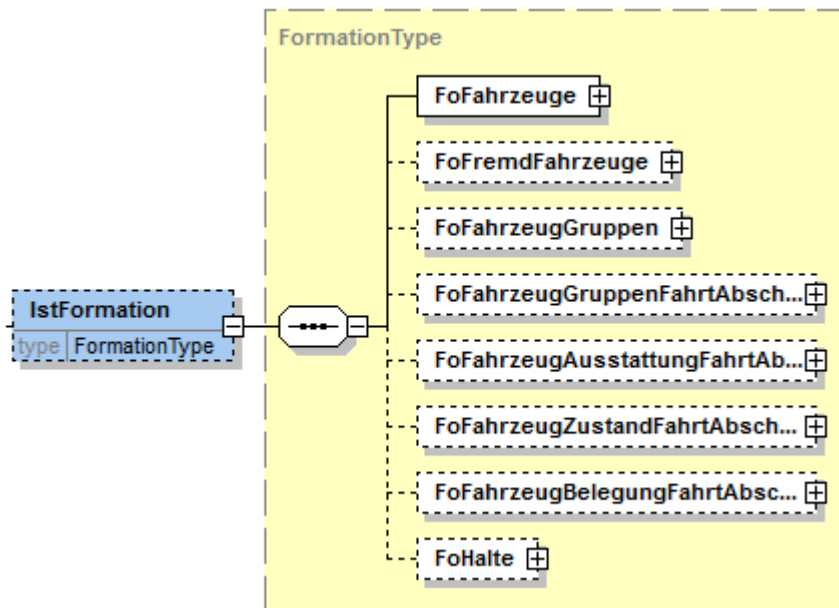 FormationType
FoFahrzeuge
FoFremdFahrzeuge
FoFahrzeugGruppen
FoFahrzeugGruppenFahrtAbsch...
IstFormation
type FormationType
FoFahrzeugAusstattungFahrtAb...
FoFahrzeugZustandFahrtAbsch...
FoFahrzeugBelegungFahrtAbsc...
FoHalte